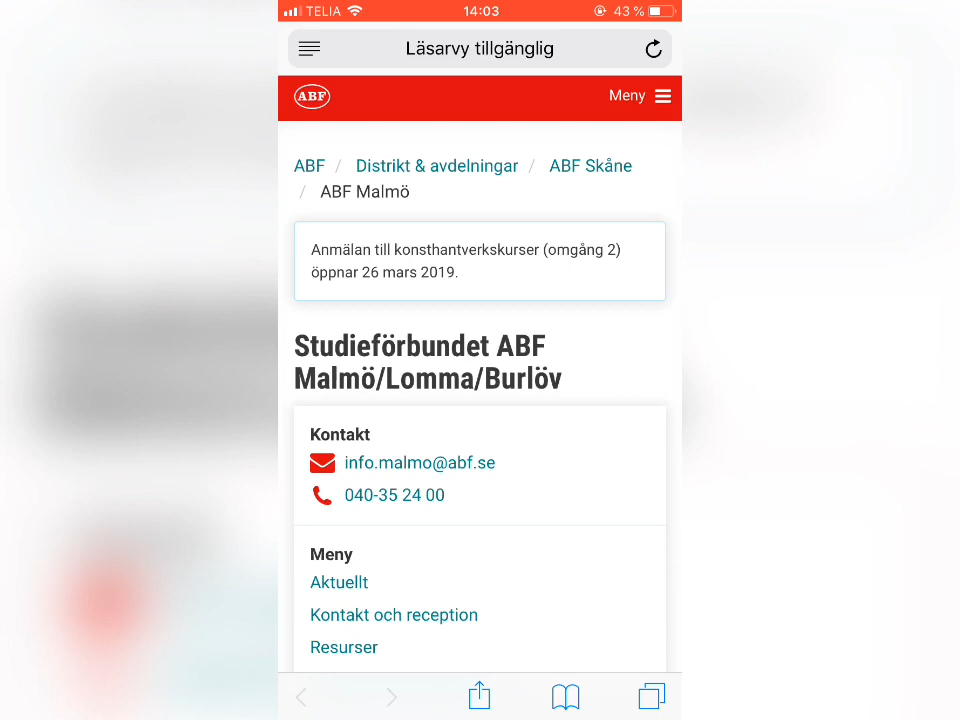 TELIA 14:03 43 %
Läsarvy tillgänglig
ABF Meny
ABF / Distrikt & avdelningar / ABF Skåne
/ ABF Malmö
Anmälan till konsthantverkskurser (omgång 2)
öppnar 26 mars 2019.
Studieförbundet ABF
Malmö/Lomma/Burlöv
Kontakt
info.malmo@abf.se
040-35 24 00
Meny
Aktuellt
Kontakt och reception
Resurser